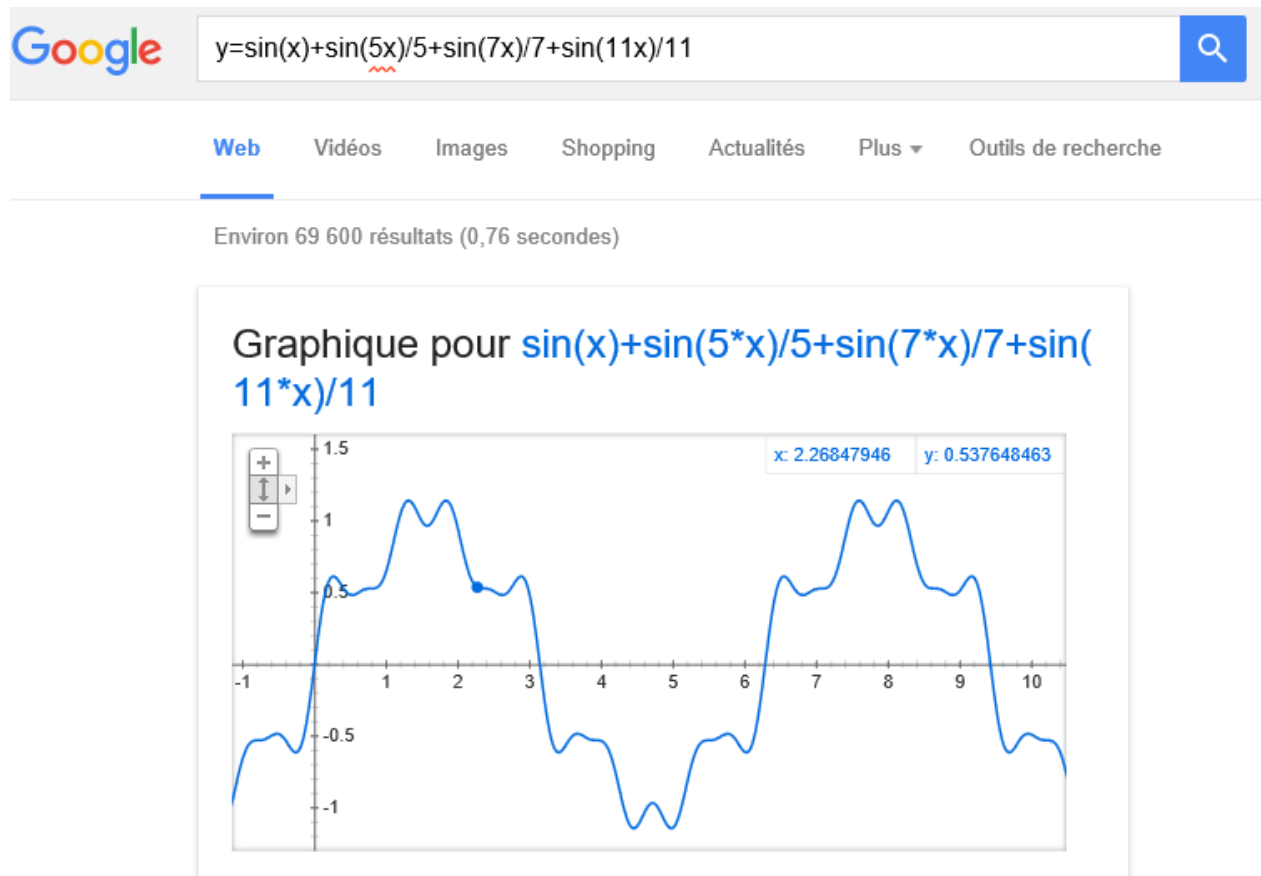 Google
y=sin(x)+sin(5x)/5+sin(7x)/7+sin(11x)/11
Web Vidéos Images Shopping Actualités Plus Outils de recherche
Environ 69 600 résultats (0,76 secondes)
Graphique pour sin(x)+sin(5*x)/5+sin(7*x)/7+sin(
11*x)/11
x: 2.26847946 y: 0.537648463
1.5
1
0.5
-1 1 2 3 4 5 6 7 8 9 10
-0.5
-1